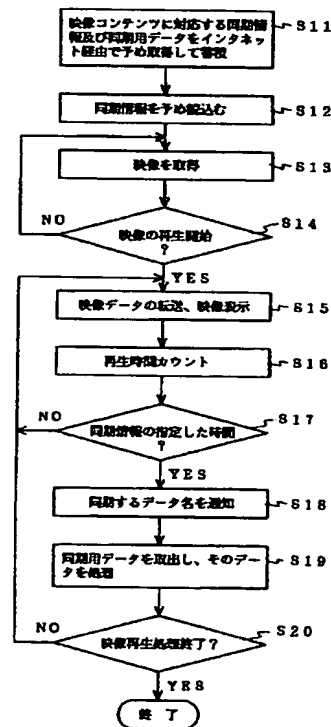 映像コンテンツに対応する同期情
報及び同期用データをインタネット
経由で予め取得して蓄積
S11
同期情報を予め読込む
S12
映像を取得
S13
NO
映像の再生開始
?
S14
YES
映像データの転送、映像表示
S15
再生時間カウント
S16
NO
同期情報の指定した時間
?
S17
YES
同期するデータ名を通知
S18
同期用データを取出し、そのデー
タを処理
S19
NO
映像再生処理終了?
S20
YES
終了